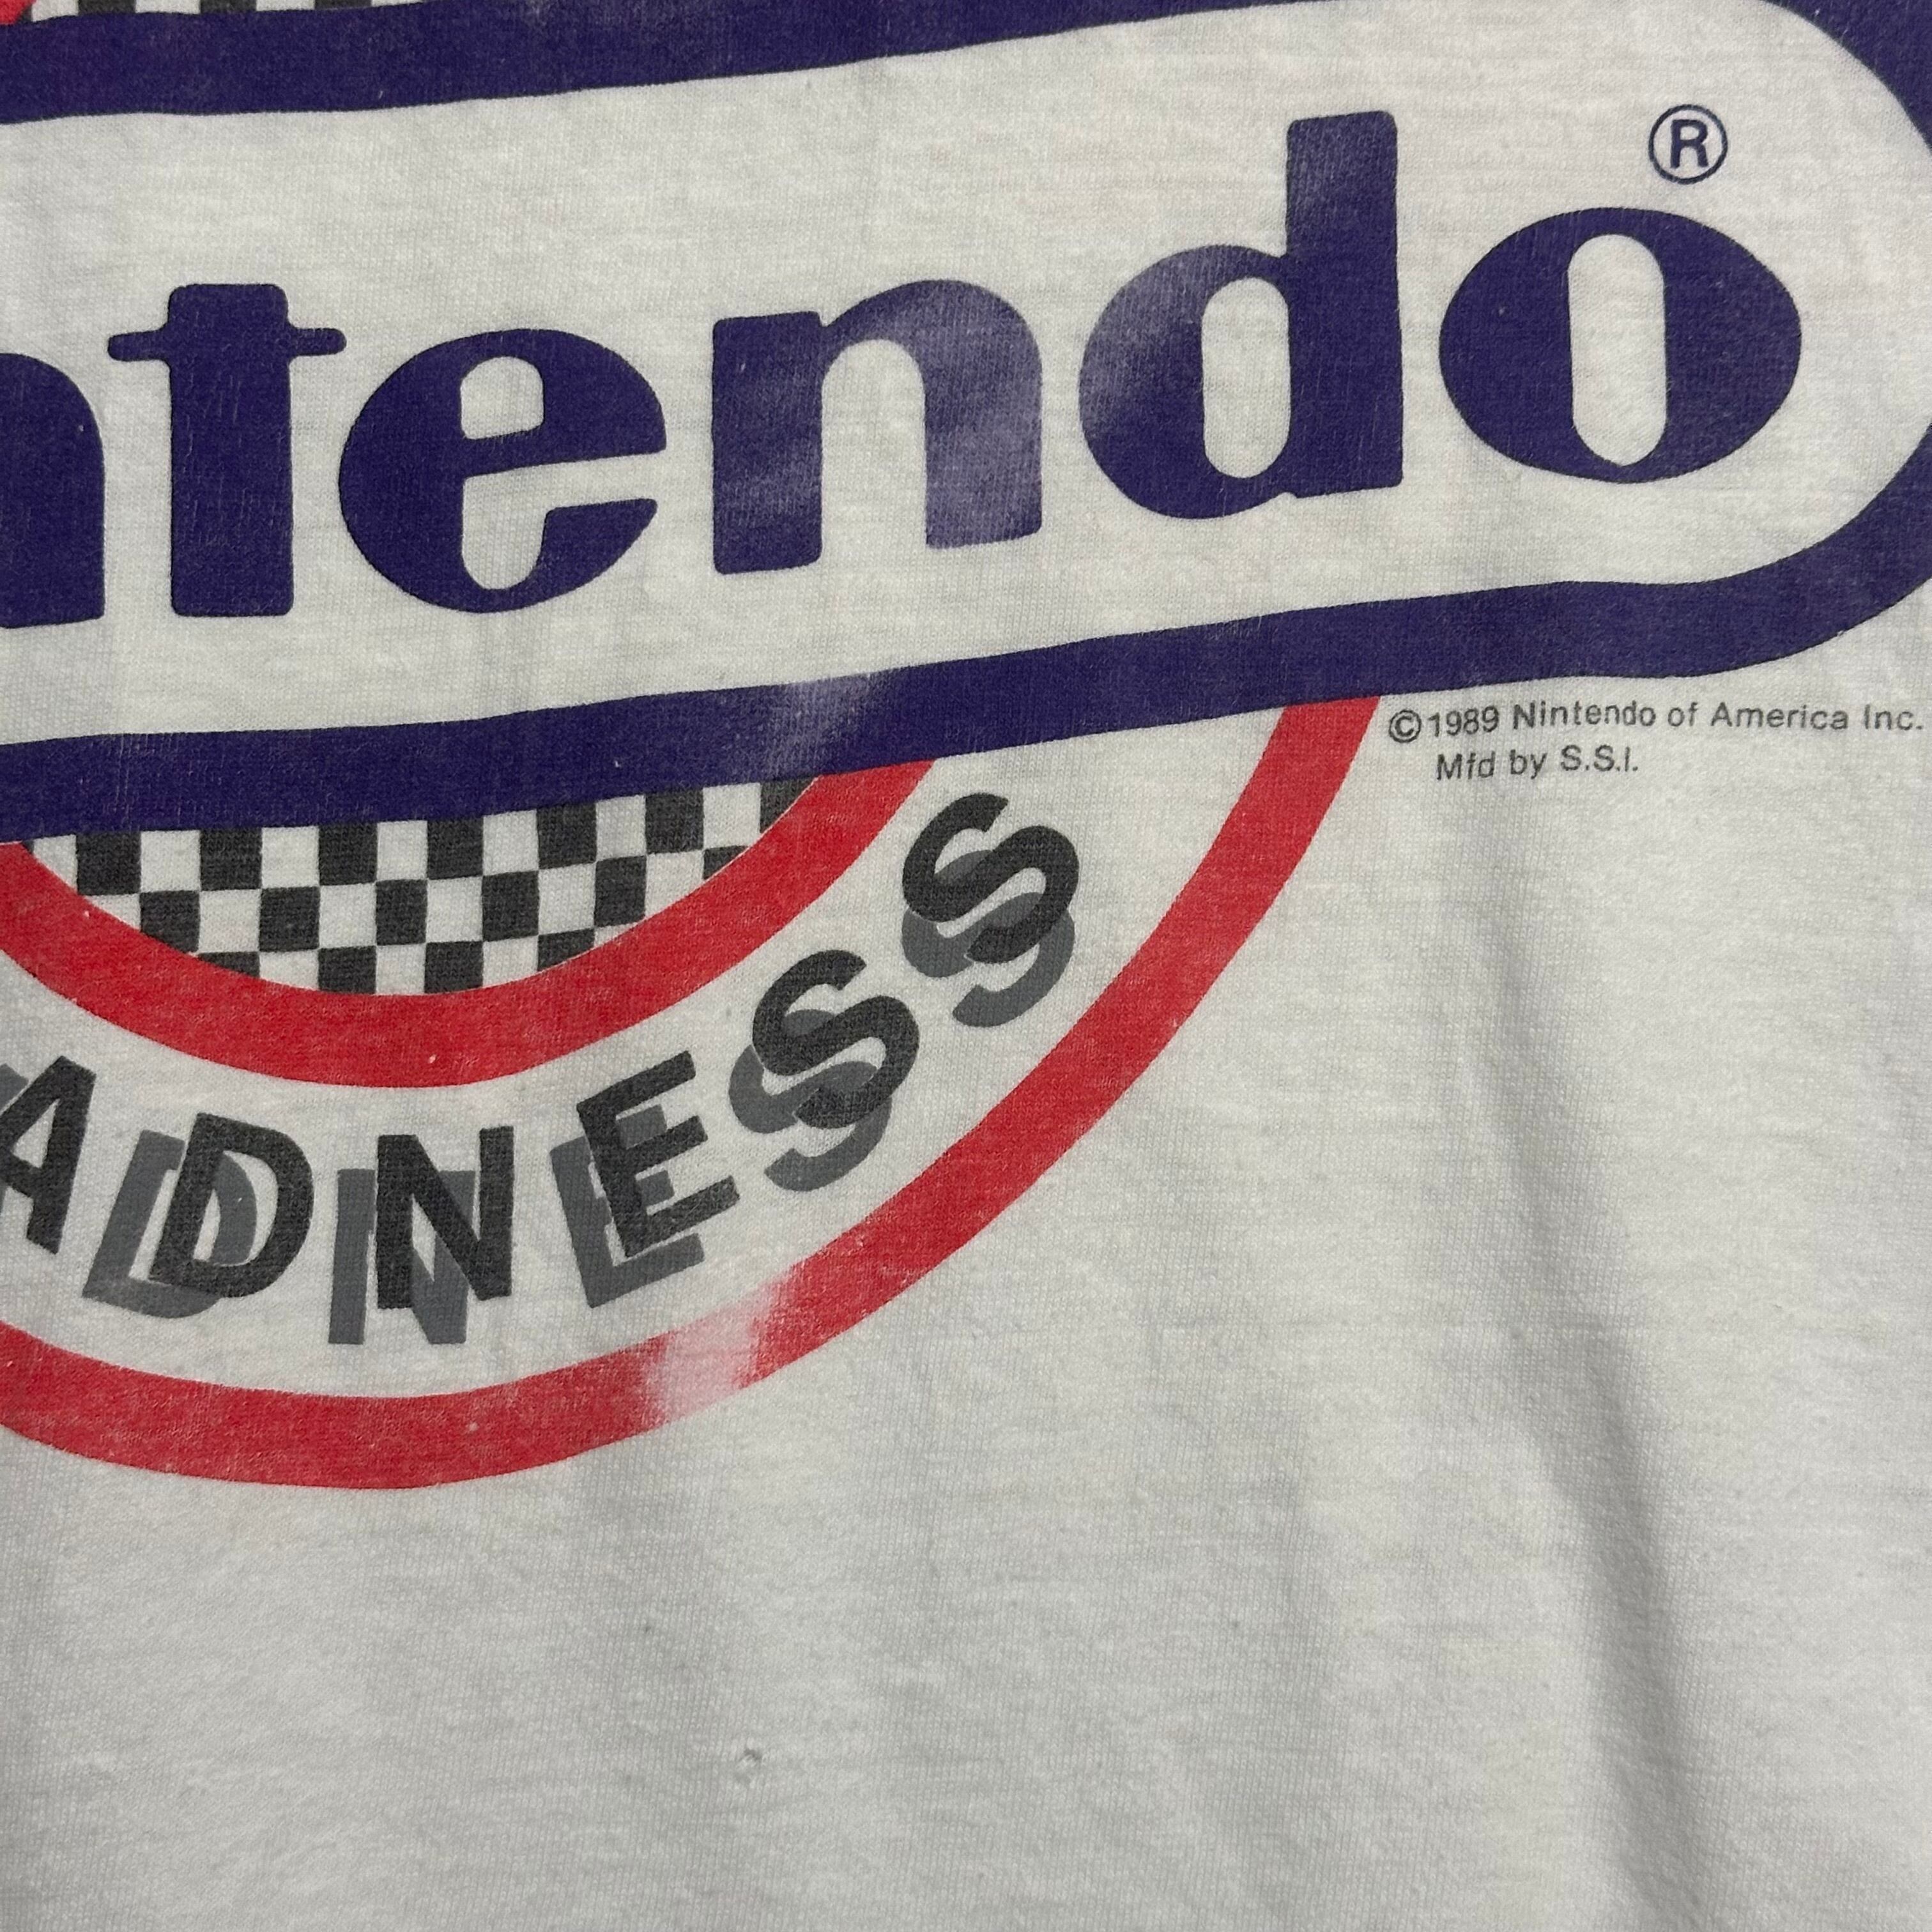 ntendo®
©1989 Nintendo of America Inc.
Mfd by S.S.I.
ADNESS